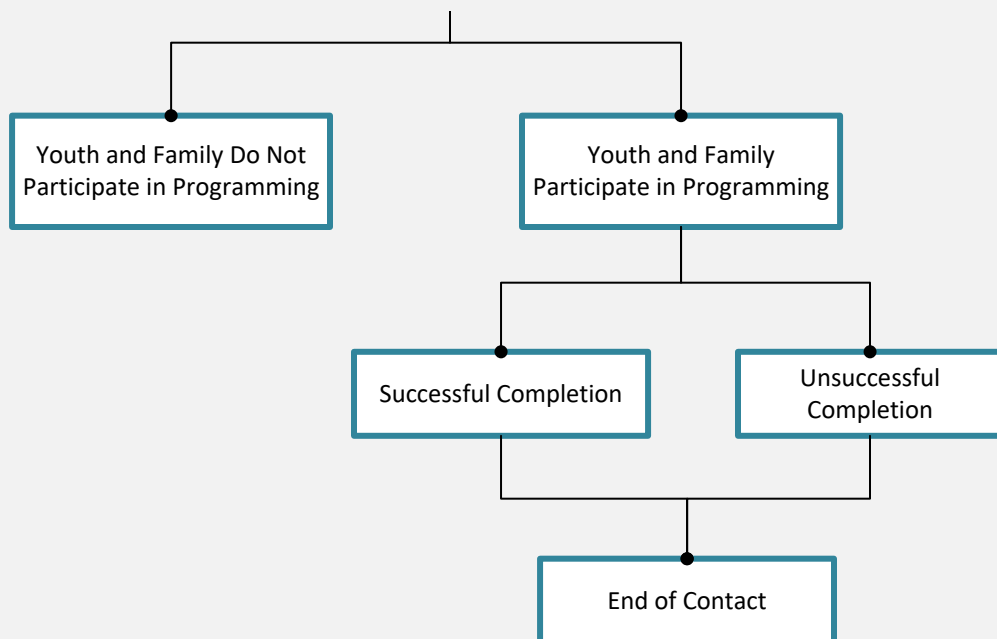 Youth and Family Do Not
Participate in Programming
Youth and Family
Participate in Programming
Successful Completion
Unsuccessful
Completion
End of Contact